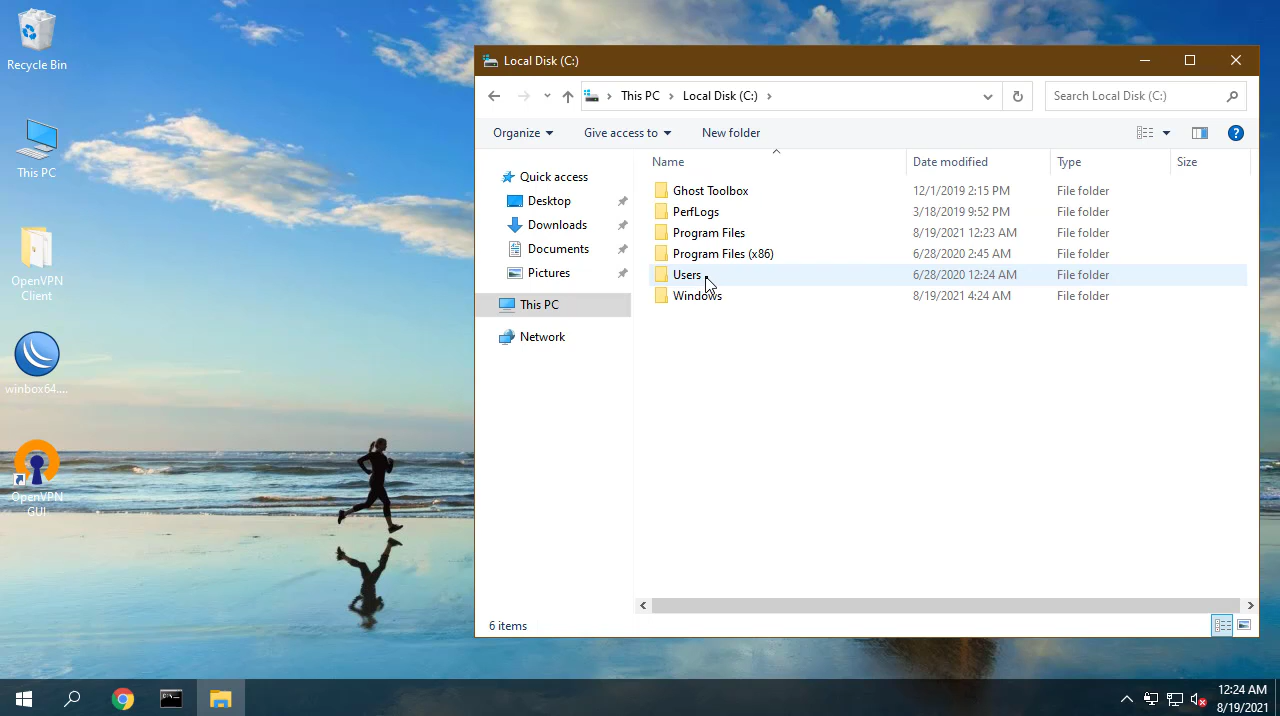 Recycle Bin
This PC
OpenVPN
Client
winbox64....
OpenVPN
GUI
Local Disk (C:)
This PC Local Disk (C:)
Search Local Disk (C:)
Organize Give access to New folder
Quick access
Desktop
Downloads
Documents
Pictures
This PC
Network
Name Date modified Type Size
Ghost Toolbox 12/1/2019 2:15 PM File folder
PerfLogs 3/18/2019 9:52 PM File folder
Program Files 8/19/2021 12:23 AM File folder
Program Files (x86) 6/28/2020 2:45 AM File folder
Users 6/28/2020 12:24 AM File folder
Windows 8/19/2021 4:24 AM File folder
6 items
12:24 AM
8/19/2021